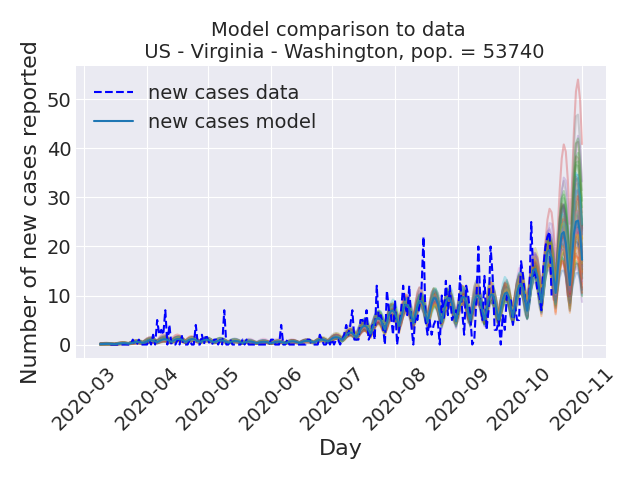 Model comparison to data
US - Virginia - Washington, pop. = 53740
Number of new cases reported
50
40
30
20
10
0
new cases data
new cases model
2020-03
2020-04
2020-05
2020-06
2020-07
2020-08
2020-09
2020-10
2020-11
Day